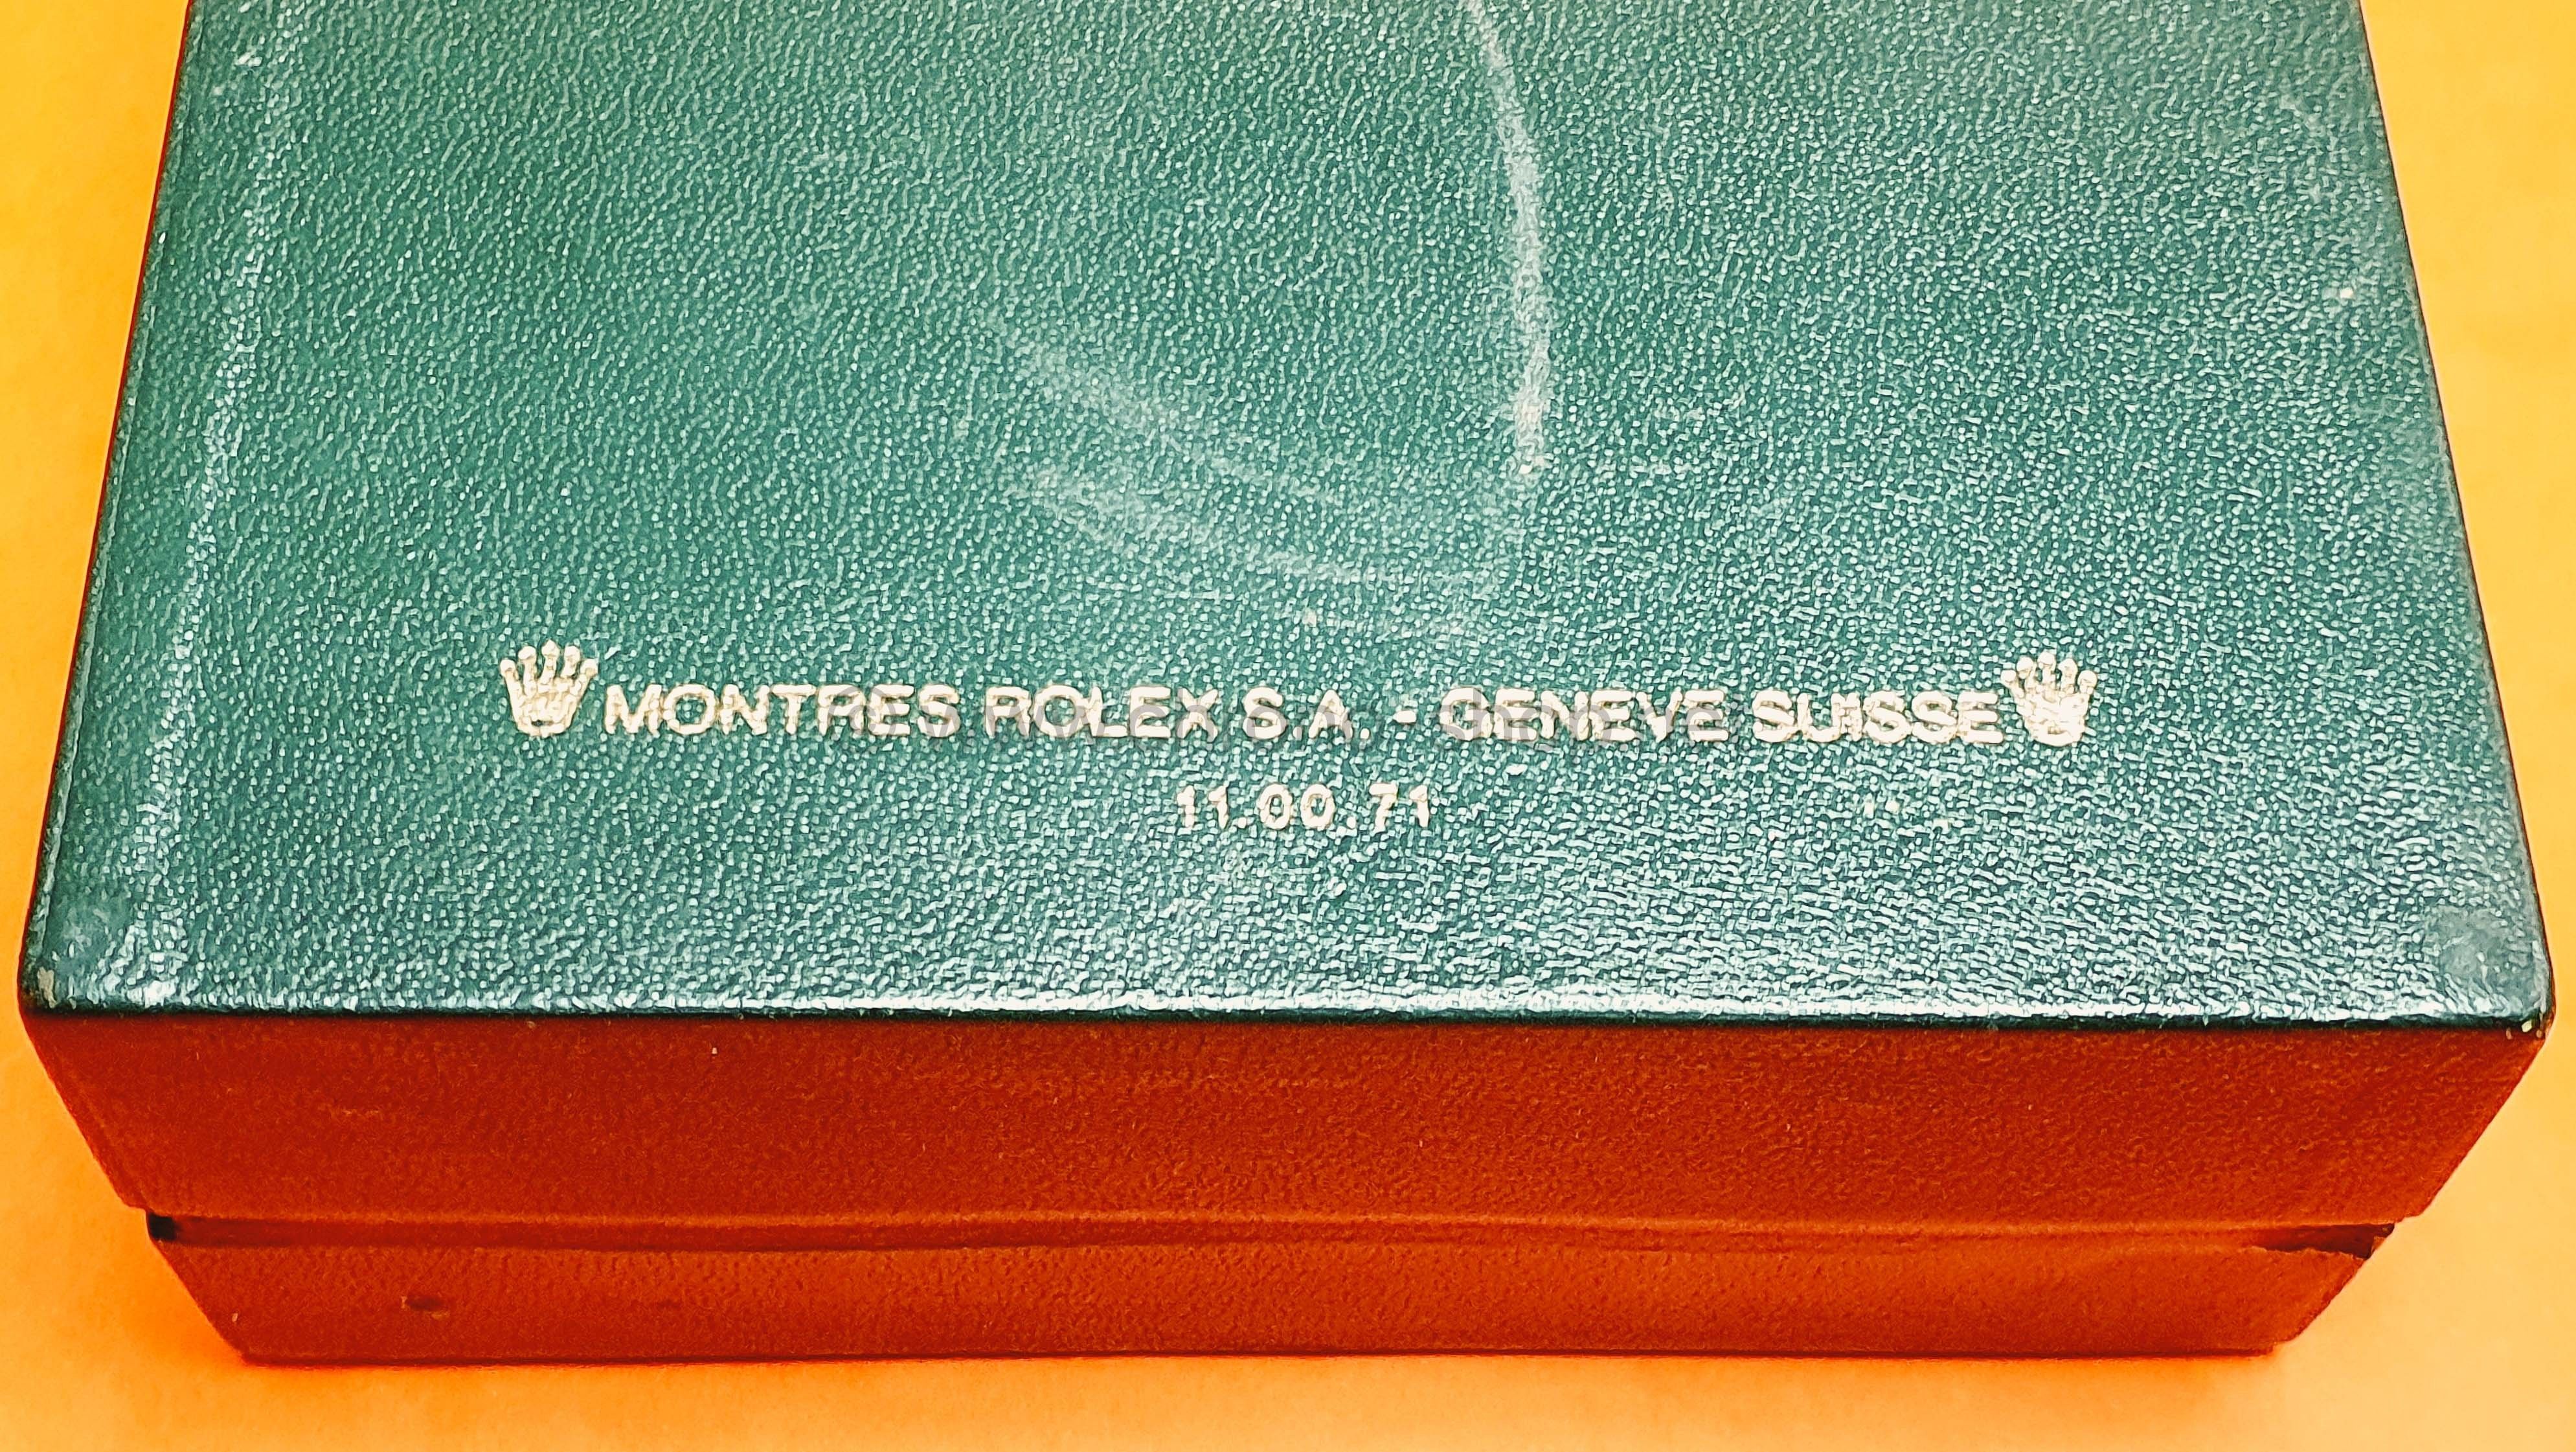 MONTRES ROLEX S.A. - GENEVE SUISSE
11.00.71